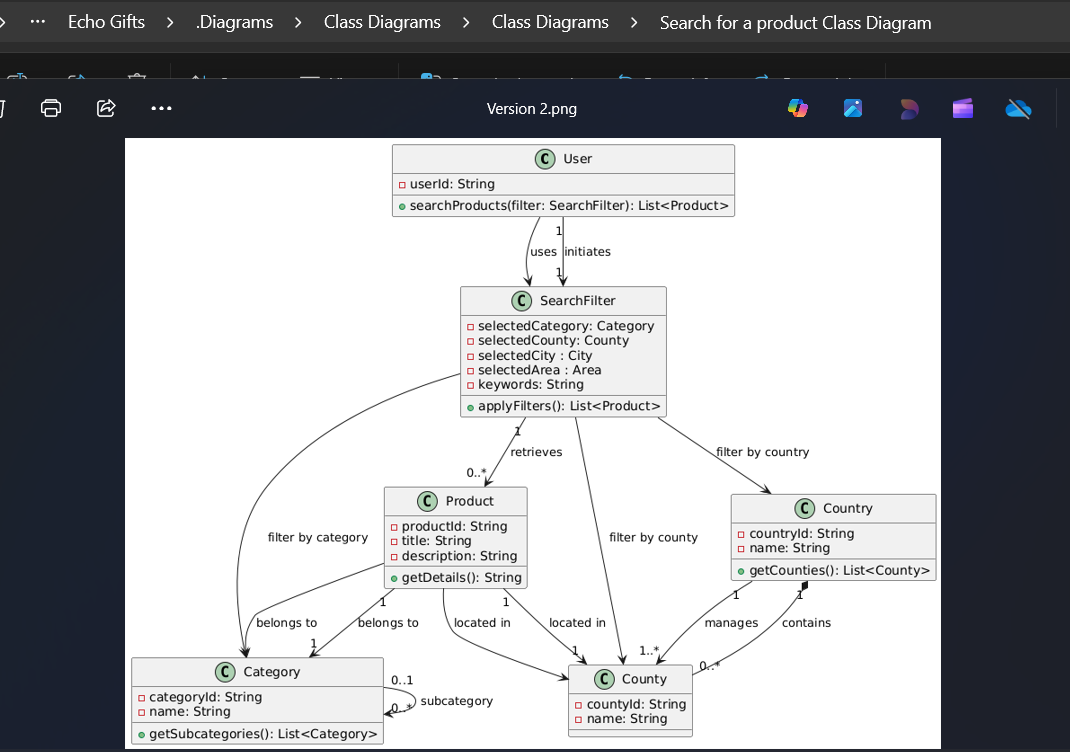 ··· Echo Gifts > .Diagrams > Class Diagrams > Class Diagrams > Search for a product Class Diagram
Version 2.png
C User
userId: String
searchProducts(filter: SearchFilter): List<Product>
1
uses initiates
1
C SearchFilter
selectedCategory: Category
selectedCounty: County
selectedCity : City
selectedArea : Area
keywords: String
applyFilters(): List<Product>
1
retrieves
filter by country
0..*
C Product
productId: String
title: String
description: String
getDetails(): String
C Country
countryId: String
name: String
getCounties(): List<County>
filter by category
filter by county
1 1 1 1
belongs to belongs to located in located in manages contains
1 1 1..* 0..*
C Category
categoryId: String
name: String
getSubcategories(): List<Category>
0..1
subcategory
0..*
C County
countyId: String
name: String